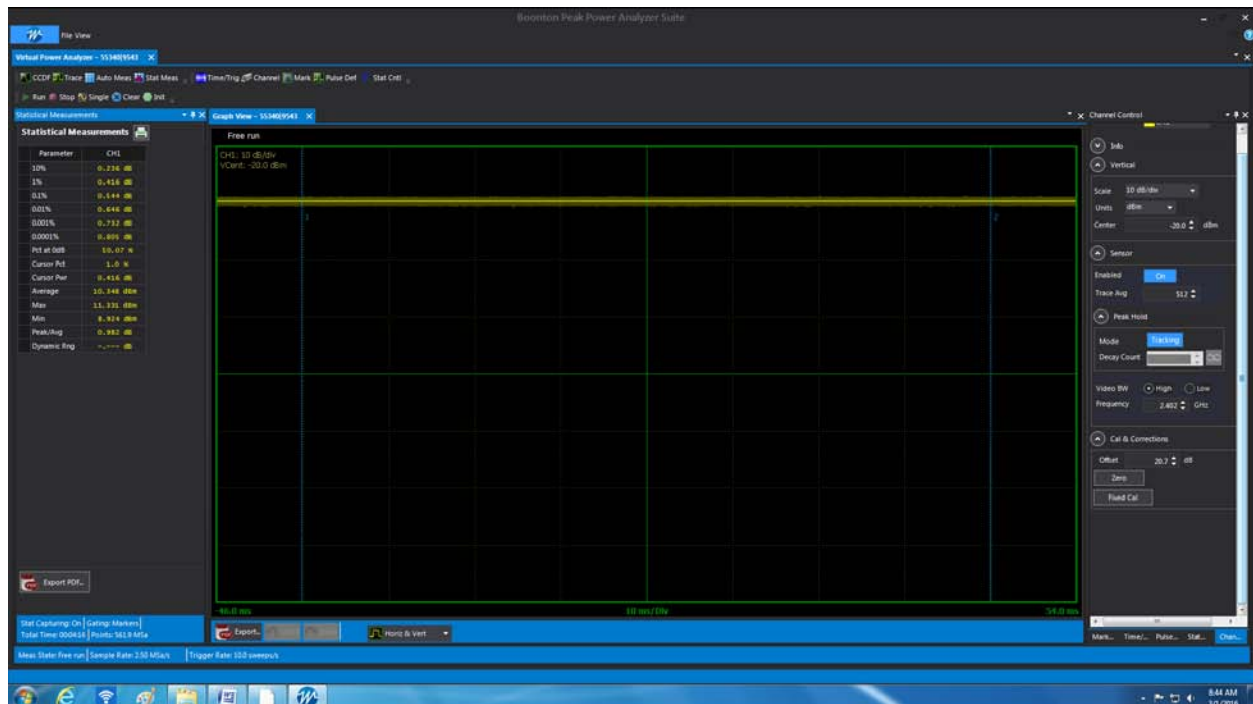 Boonton Peak Power Analyzer Suite
File View
Virtual Power Analyzer - 55340|9543 X
CCDF Trace Auto Meas Stat Meas Time/Trig Channel Mark Pulse Def Stat Cntl
Run Stop Single Clear Init
Statistical Measurements
Graph View - 55340|9543 X
Channel Control
Statistical Measurements
Free run
Parameter CH1
10% 0.236 dB
1% 0.416 dB
0.1% 0.544 dB
0.01% 0.646 dB
0.001% 0.732 dB
0.0001% 0.805 dB
Pct at 0dB 50.07 %
Cursor Pct 1.0 %
Cursor Pwr 0.416 dB
Average 10.348 dBm
Max 11.331 dBm
Min 8.924 dBm
Peak/Avg 0.982 dB
Dynamic Rng -.--- dB
CH1: 10 dB/div
VCent: -20.0 dBm
1
2
-46.0 ms
10 ms/Div
54.0 ms
Info
Vertical
Scale 10 dB/div
Units dBm
Center -20.0 dBm
Sensor
Enabled On
Trace Avg 512
Peak Hold
Mode Tracking
Decay Count
Video BW High Low
Frequency 2.402 GHz
Cal & Corrections
Offset 20.7 dB
Zero
Fixed Cal
Export PDF...
Export...
Horiz & Vert
Mark... Time/... Pulse... Stat... Chan...
Stat Capturing: On Gating: Markers
Total Time: 0004:16 Points: 561.9 MSa
Meas State: Free run Sample Rate: 2.50 MSa/s Trigger Rate: 10.0 sweeps/s
8:44 AM